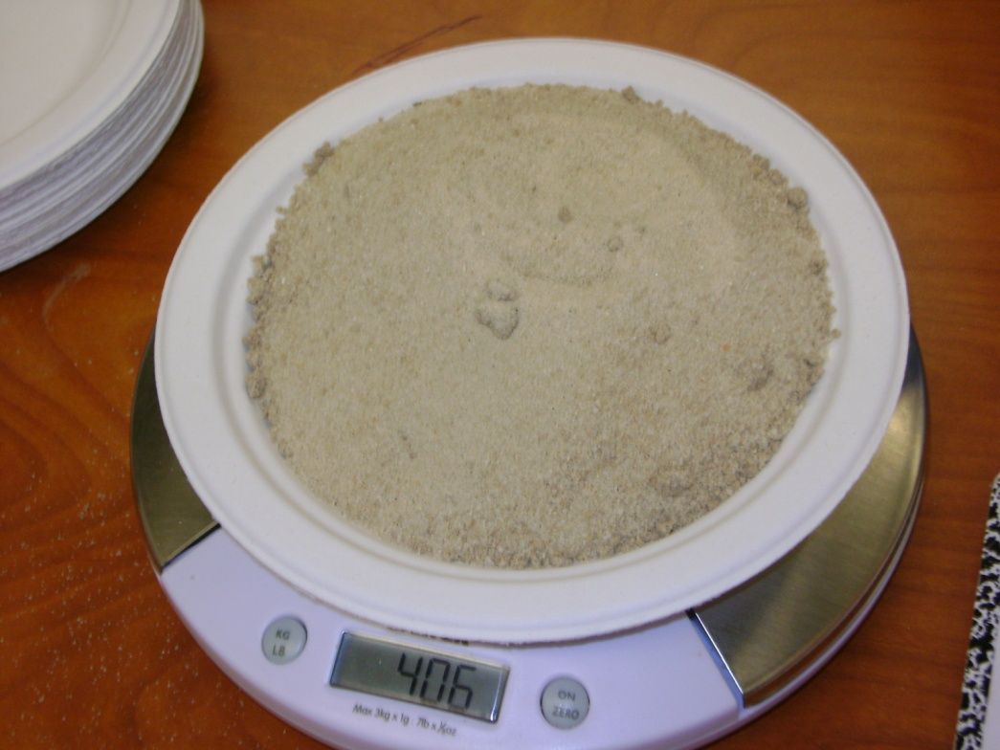 KG
LB
406
ON
ZERO
Max 3kg x 1g : 7lb x ⅛oz